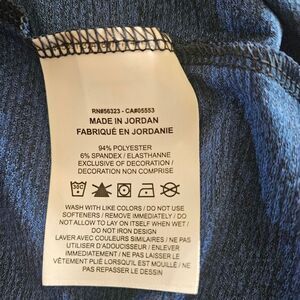 RN#56323 - CA#05553
MADE IN JORDAN
FABRIQUÉ EN JORDANIE
94% POLYESTER
6% SPANDEX / ELASTHANNE
EXCLUSIVE OF DECORATION /
DECORATION NON COMPRISE
30C
WASH WITH LIKE COLORS / DO NOT USE
SOFTENERS / REMOVE IMMEDIATELY / DO
NOT ALLOW TO LAY ON ITSELF WHEN WET /
DO NOT IRON DESIGN
LAVER AVEC COULEURS SIMILAIRES / NE PAS
UTILISER D'ADOUCISSEUR / ENLEVER
IMMÉDIATEMENT / NE PAS LAISSER LE
VÊTEMENT PLIÉ LORSQU'IL EST MOUILLÉ / NE
PAS REPASSER LE DESSIN